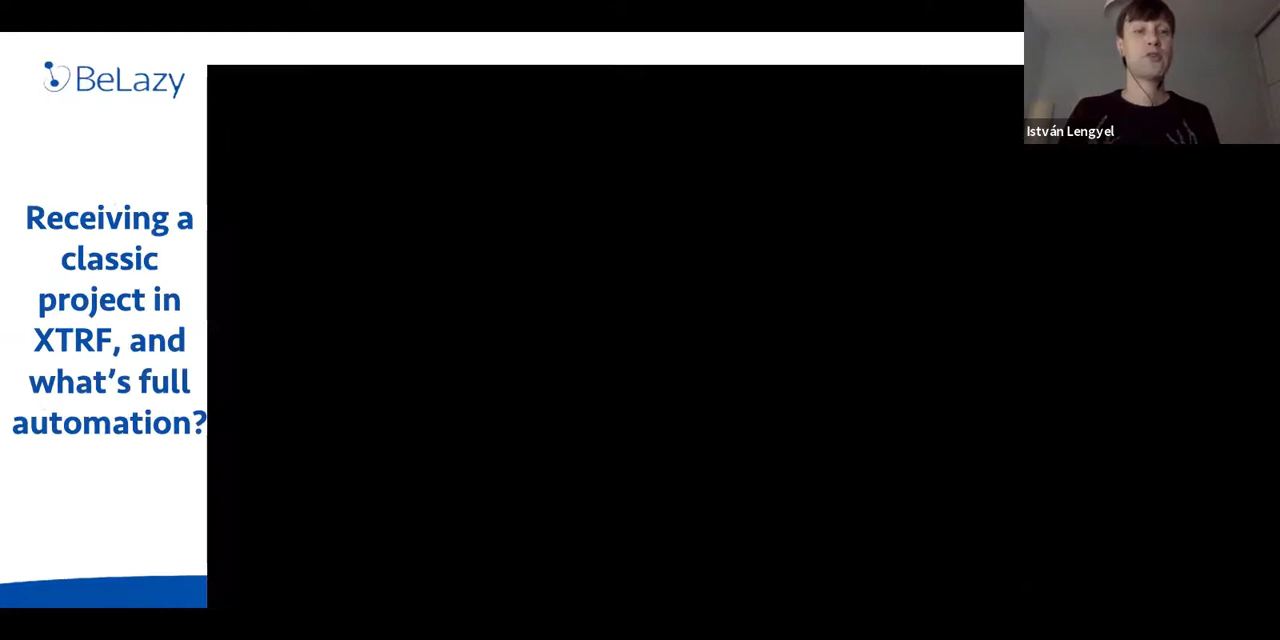 BeLazy
István Lengyel
Receiving a
classic
project in
XTRF, and
what’s full
automation?